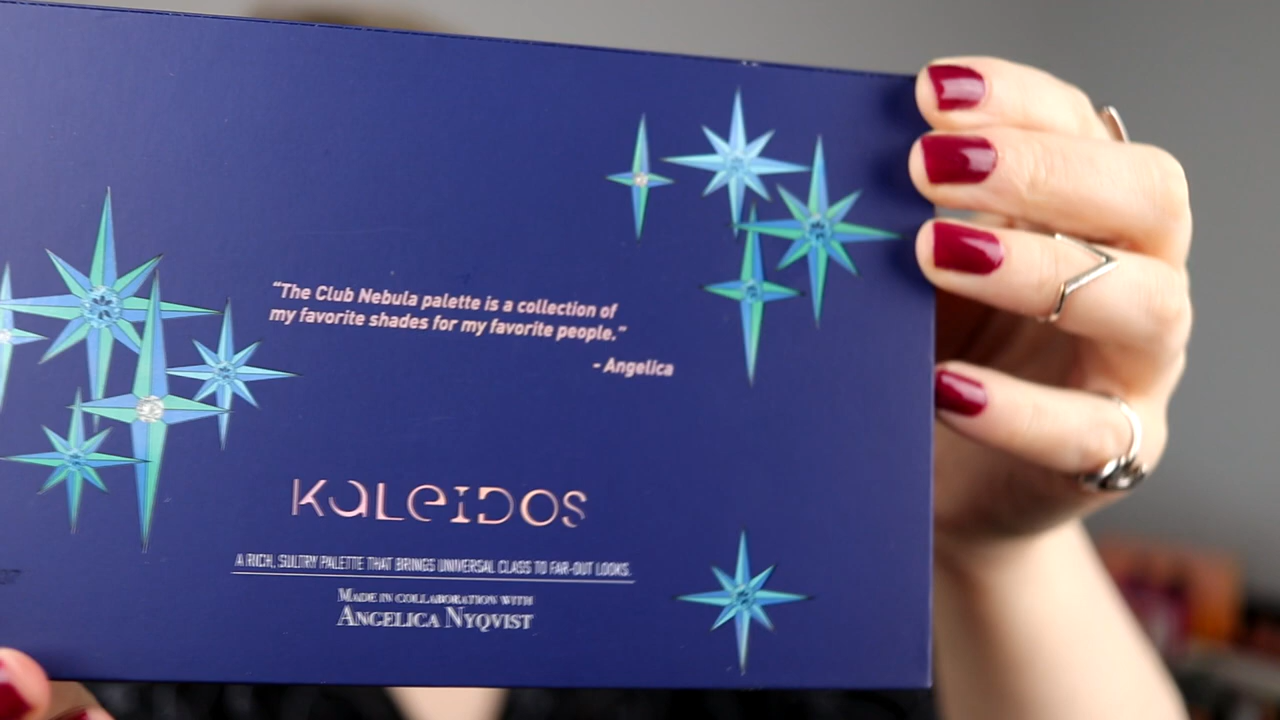 "The Club Nebula palette is a collection of
my favorite shades for my favorite people."
- Angelica
KALEIDOS
A RICH, SULTRY PALETTE THAT BRINGS UNIVERSAL CLASS TO FAR-OUT LOOKS.
MADE IN COLLABORATION WITH
ANGELICA NYQVIST